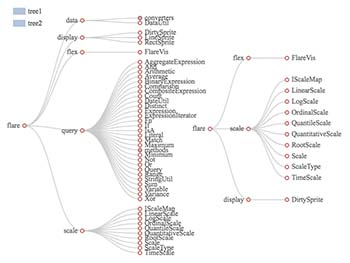 tree1
tree2
flare
data
converters
DataUtil
display
DirtySprite
LineSprite
RectSprite
flex
FlareVis
query
AggregateExpression
And
Arithmetic
Average
BinaryExpression
Comparison
CompositeExpression
Count
DateUtil
Distinct
Expression
ExpressionIterator
Fn
If
IsA
Literal
Match
Maximum
methods
Minimum
Not
Or
Query
Range
StringUtil
Sum
Variable
Variance
Xor
scale
IScaleMap
LinearScale
LogScale
OrdinalScale
QuantileScale
QuantitativeScale
RootScale
Scale
ScaleType
TimeScale
flare
flex
FlareVis
scale
IScaleMap
LinearScale
LogScale
OrdinalScale
QuantileScale
QuantitativeScale
RootScale
Scale
ScaleType
TimeScale
display
DirtySprite